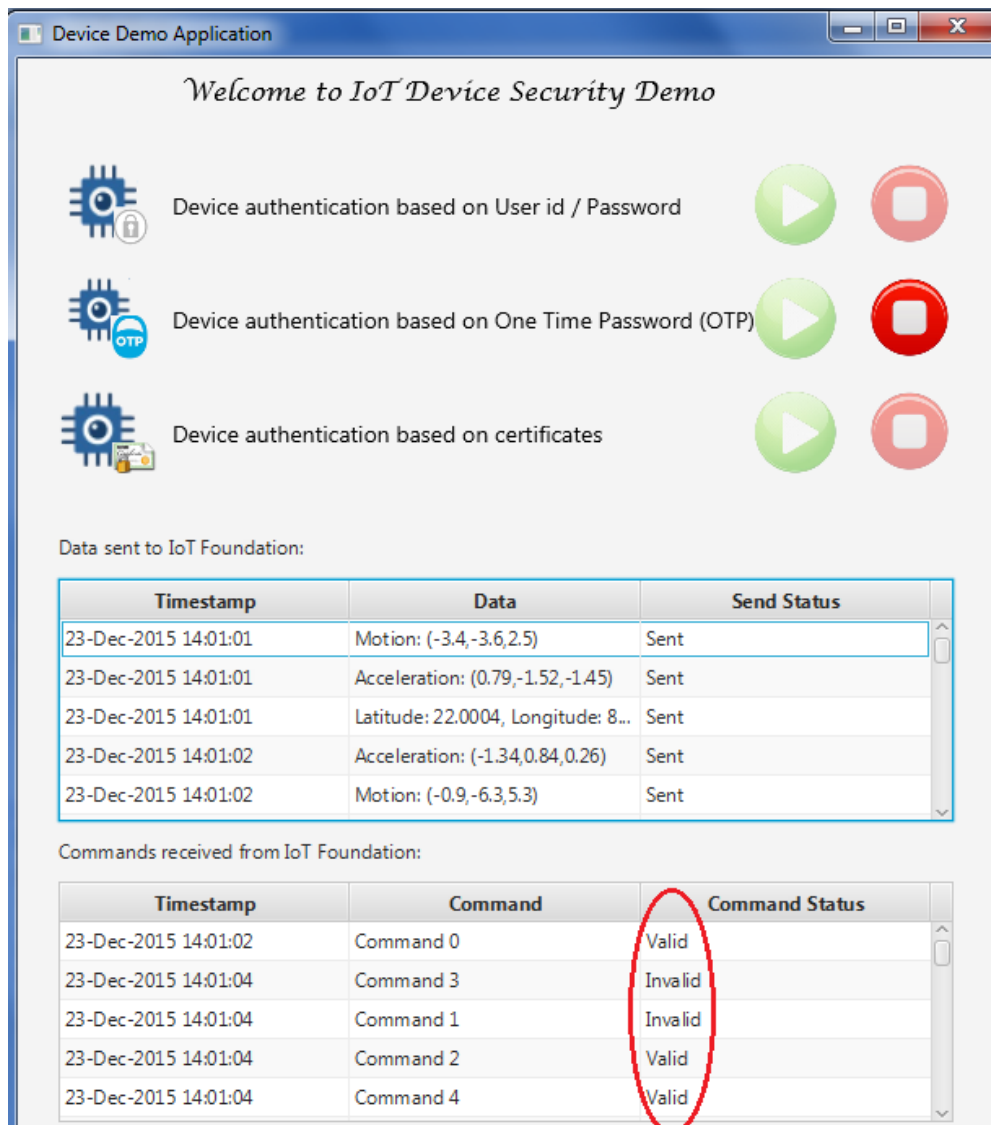 Device Demo Application
Welcome to IoT Device Security Demo
Device authentication based on User id / Password
Device authentication based on One Time Password (OTP)
OTP
Device authentication based on certificates
Data sent to IoT Foundation:
Timestamp Data Send Status
23-Dec-2015 14:01:01 Motion: (-3.4,-3.6,2.5) Sent
23-Dec-2015 14:01:01 Acceleration: (0.79,-1.52,-1.45) Sent
23-Dec-2015 14:01:01 Latitude: 22.0004, Longitude: 8... Sent
23-Dec-2015 14:01:02 Acceleration: (-1.34,0.84,0.26) Sent
23-Dec-2015 14:01:02 Motion: (-0.9,-6.3,5.3) Sent
Commands received from IoT Foundation:
Timestamp Command Command Status
23-Dec-2015 14:01:02 Command 0 Valid
23-Dec-2015 14:01:04 Command 3 Invalid
23-Dec-2015 14:01:04 Command 1 Invalid
23-Dec-2015 14:01:04 Command 2 Valid
23-Dec-2015 14:01:04 Command 4 Valid